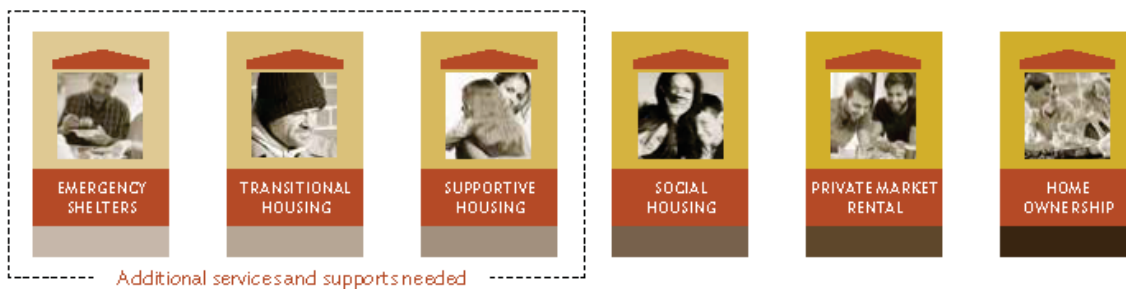 EMERGENCY
SHELTERS
TRANSITIONAL
HOUSING
SUPPORTIVE
HOUSING
SOCIAL
HOUSING
PRIVATE MARKET
RENTAL
HOME
OWNERSHIP
Additional services and supports needed